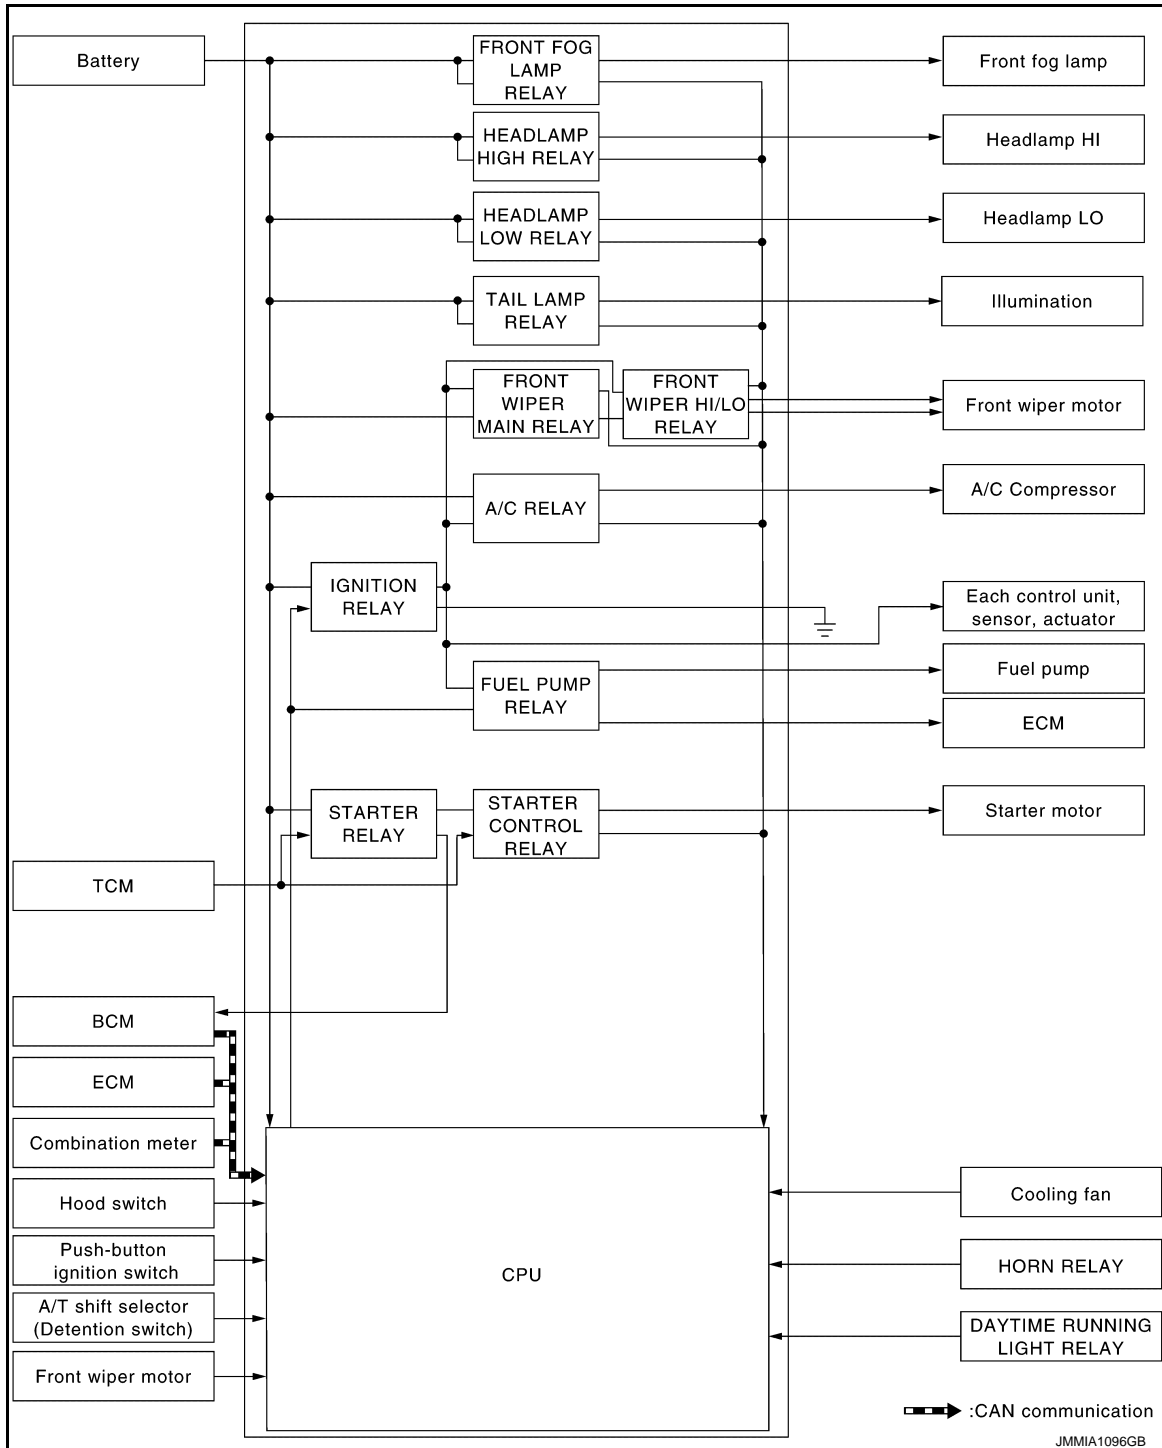 Battery
FRONT FOG
LAMP
RELAY
Front fog lamp
HEADLAMP
HIGH RELAY
Headlamp HI
HEADLAMP
LOW RELAY
Headlamp LO
TAIL LAMP
RELAY
Illumination
FRONT
WIPER
MAIN RELAY
FRONT
WIPER HI/LO
RELAY
Front wiper motor
A/C RELAY
A/C Compressor
IGNITION
RELAY
Each control unit,
sensor, actuator
FUEL PUMP
RELAY
Fuel pump
ECM
STARTER
RELAY
STARTER
CONTROL
RELAY
Starter motor
TCM
BCM
ECM
Combination meter
Hood switch
Push-button
ignition switch
A/T shift selector
(Detention switch)
Front wiper motor
CPU
Cooling fan
HORN RELAY
DAYTIME RUNNING
LIGHT RELAY
:CAN communication
JMMIA1096GB